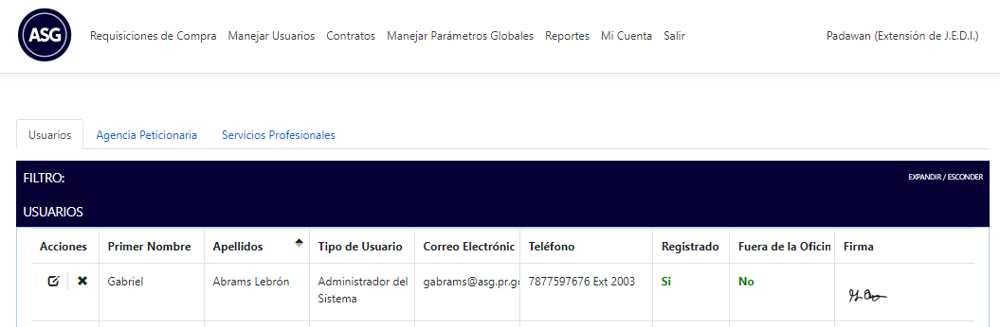 ASG
Requisiciones de Compra Manejar Usuarios Contratos Manejar Parámetros Globales Reportes Mi Cuenta Salir Padawan (Extensión de J.E.D.I.)
Usuarios Agencia Peticionaria Servicios Profesionales
FILTRO: EXPANDIR / ESCONDER
USUARIOS
Acciones Primer Nombre Apellidos Tipo de Usuario Correo Electrónic Teléfono Registrado Fuera de la Oficin Firma
Gabriel Abrams Lebrón Administrador del gabrams@asg.pr.go 7877597676 Ext 2003 Si No
Sistema